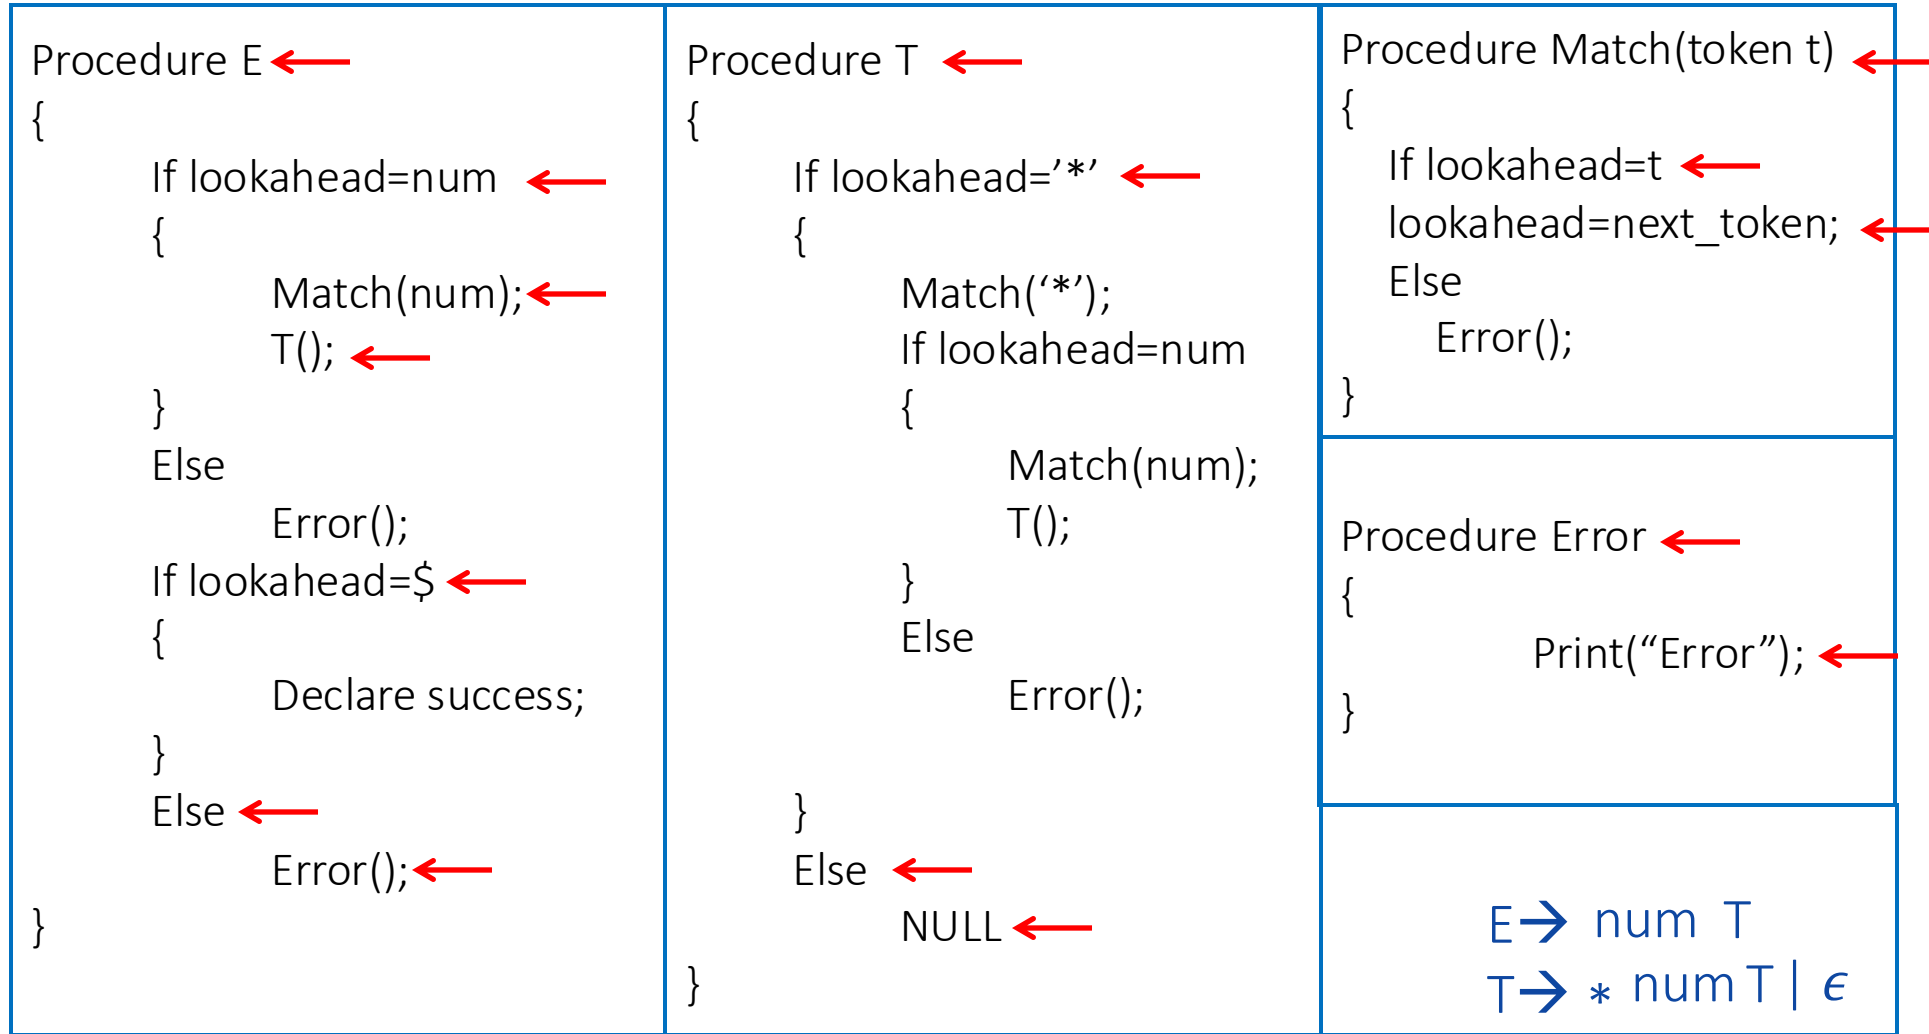 Procedure E
{
If lookahead=num
{
Match(num);
T();
}
Else
Error();
If lookahead=$
{
Declare success;
}
Else
Error();
}
Procedure T
{
If lookahead=’*’
{
Match(‘*’);
If lookahead=num
{
Match(num);
T();
}
Else
Error();
}
Else
NULL
}
Procedure Match(token t)
{
If lookahead=t
lookahead=next_token;
Else
Error();
}
Procedure Error
{
Print(“Error”);
}
E→ num T
T→ * num T | ϵ